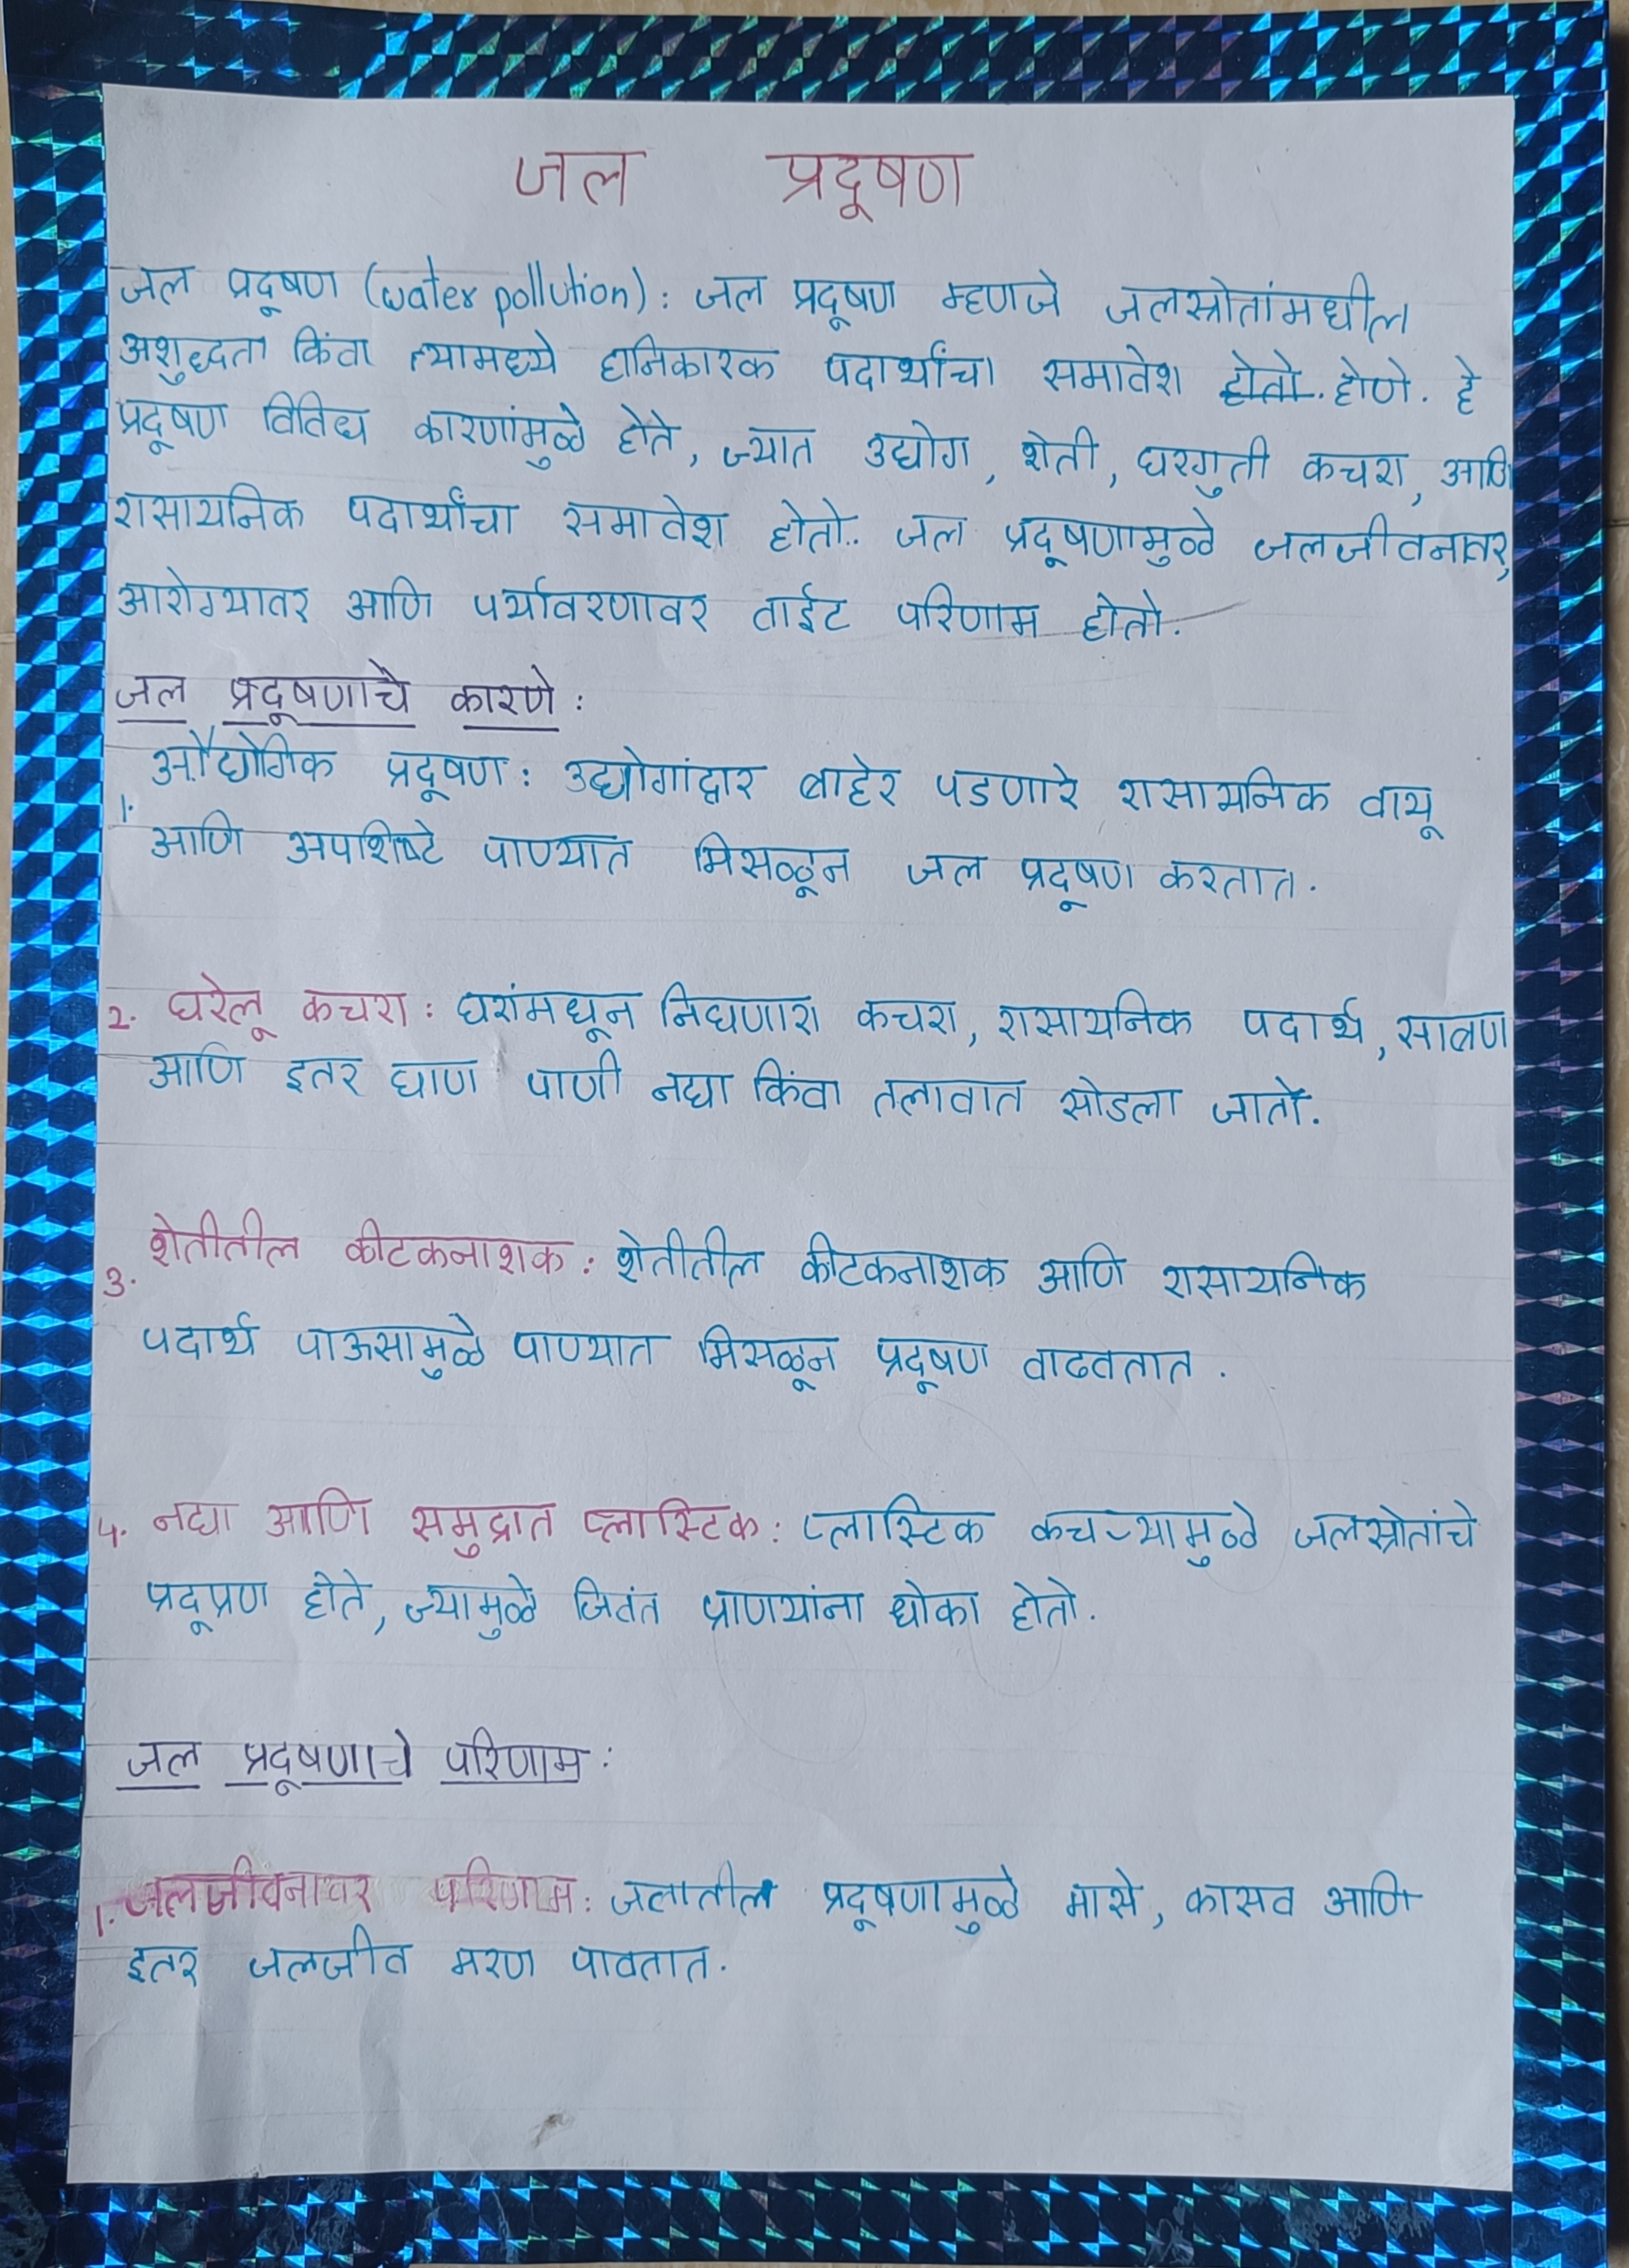 जल प्रदूषण
जल प्रदूषण (water pollution): जल प्रदूषण म्हणजे जलस्रोतांमधील
अशुद्धता किंवा त्यामध्ये हानिकारक पदार्थांचा समावेश होतो. होणे. हे
प्रदूषण विविध कारणांमुळे होते, ज्यात उद्योग, शेती, घरगुती कचरा, आणि
रासायनिक पदार्थांचा समावेश होतो.. जल प्रदूषणामुळे जलजीवनावर,
आरोग्यावर आणि पर्यावरणावर वाईट परिणाम होतो.
जल प्रदूषणाचे कारणे:
1. औद्योगिक प्रदूषण: उद्योगांद्वार बाहेर पडणारे रासायनिक वायू
आणि अपशिष्टे पाण्यात मिसळून जल प्रदूषण करतात.
2. घरेलू कचरा: घरांमधून निघणारा कचरा, रासायनिक पदार्थ, साबण
आणि इतर घाण पाणी नद्या किंवा तलावात सोडला जातो.
3. शेतीतील कीटकनाशक: शेतीतील कीटकनाशक आणि रासायनिक
पदार्थ पाऊसामुळे पाण्यात मिसळून प्रदूषण वाढवतात.
4. नद्या आणि समुद्रात प्लास्टिक: प्लास्टिक कचऱ्यामुळे जलस्रोतांचे
प्रदूषण होते, ज्यामुळे जिवंत प्राणयांना धोका होतो.
जल प्रदूषणाचे परिणाम:
1. जलजीवनावर परिणाम: जलातील प्रदूषणामुळे मासे, कासव आणि
इतर जलजीव मरण पावतात.